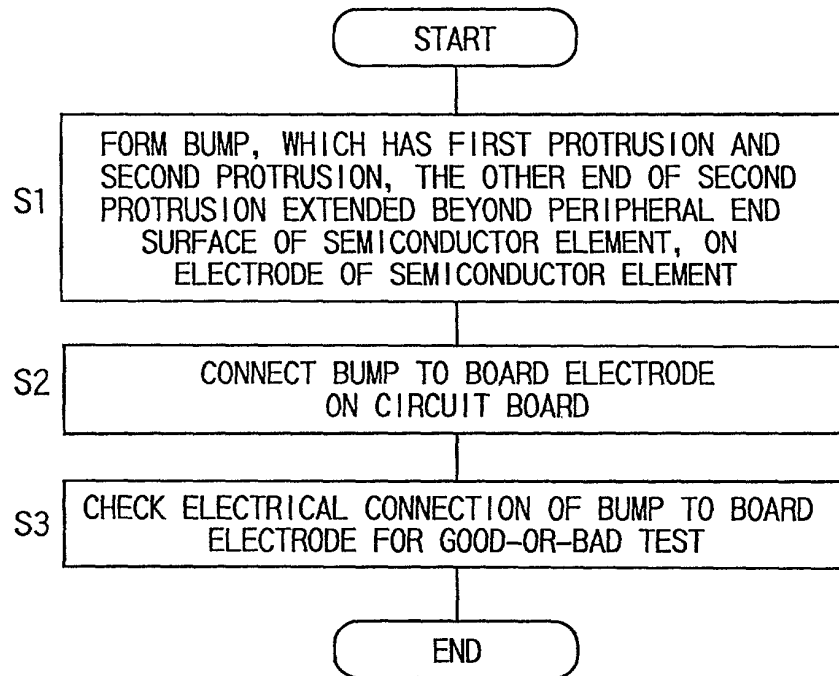 START
S1
FORM BUMP, WHICH HAS FIRST PROTRUSION AND
SECOND PROTRUSION, THE OTHER END OF SECOND
PROTRUSION EXTENDED BEYOND PERIPHERAL END
SURFACE OF SEMICONDUCTOR ELEMENT, ON
ELECTRODE OF SEMICONDUCTOR ELEMENT
S2
CONNECT BUMP TO BOARD ELECTRODE
ON CIRCUIT BOARD
S3
CHECK ELECTRICAL CONNECTION OF BUMP TO BOARD
ELECTRODE FOR GOOD-OR-BAD TEST
END